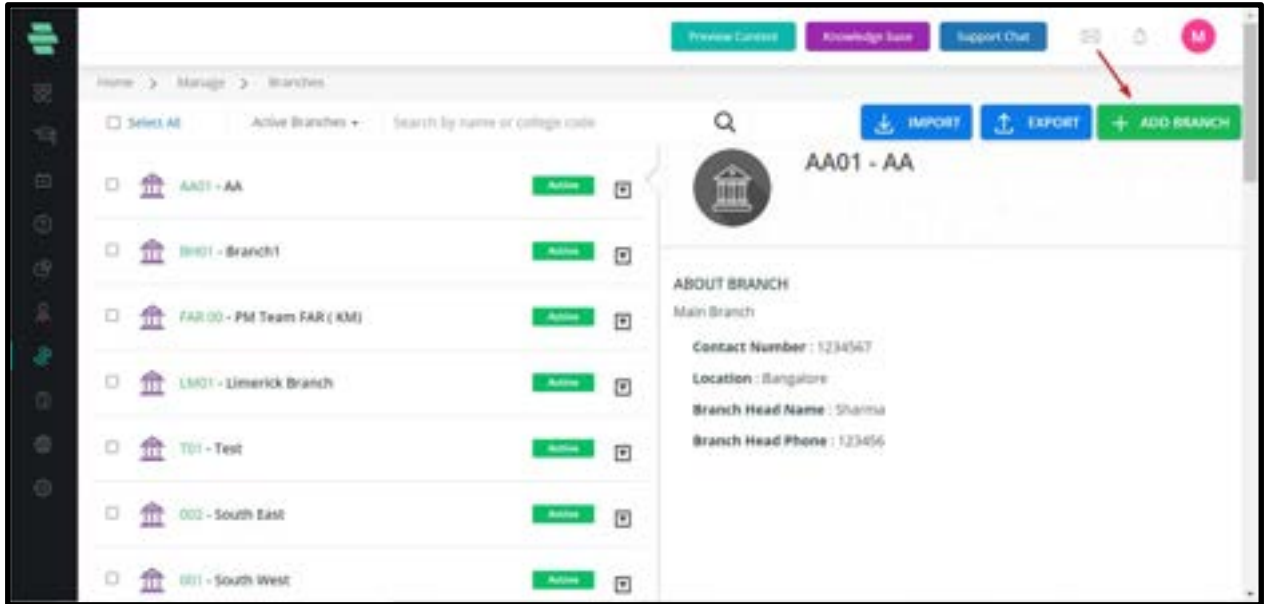 Preview Content Knowledge base Support Chat M
Home > Manage > Branches
Select All Active Branches Search by name or college code IMPORT EXPORT + ADD BRANCH
AA01 - AA
AA01 - AA Active
BH01 - Branch1 Active
FAR 00 - PM Team FAR ( KM) Active
LM01 - Limerick Branch Active
T01 - Test Active
002 - South East Active
001 - South West Active
ABOUT BRANCH
Main Branch
Contact Number : 1234567
Location : Bangalore
Branch Head Name : Sharma
Branch Head Phone : 123456